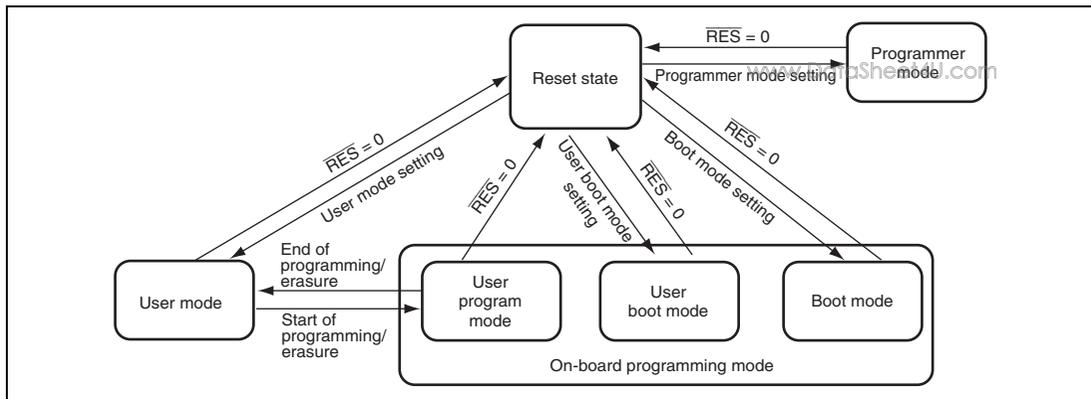 RES = 0
Programmer mode setting
Programmer
mode
www.DataSheet4U.com
Reset state
RES = 0
User mode setting
RES = 0
User boot mode
setting
RES = 0
Boot mode setting
RES = 0
End of
programming/
erasure
User mode
Start of
programming/
erasure
User
program
mode
User
boot mode
Boot mode
On-board programming mode